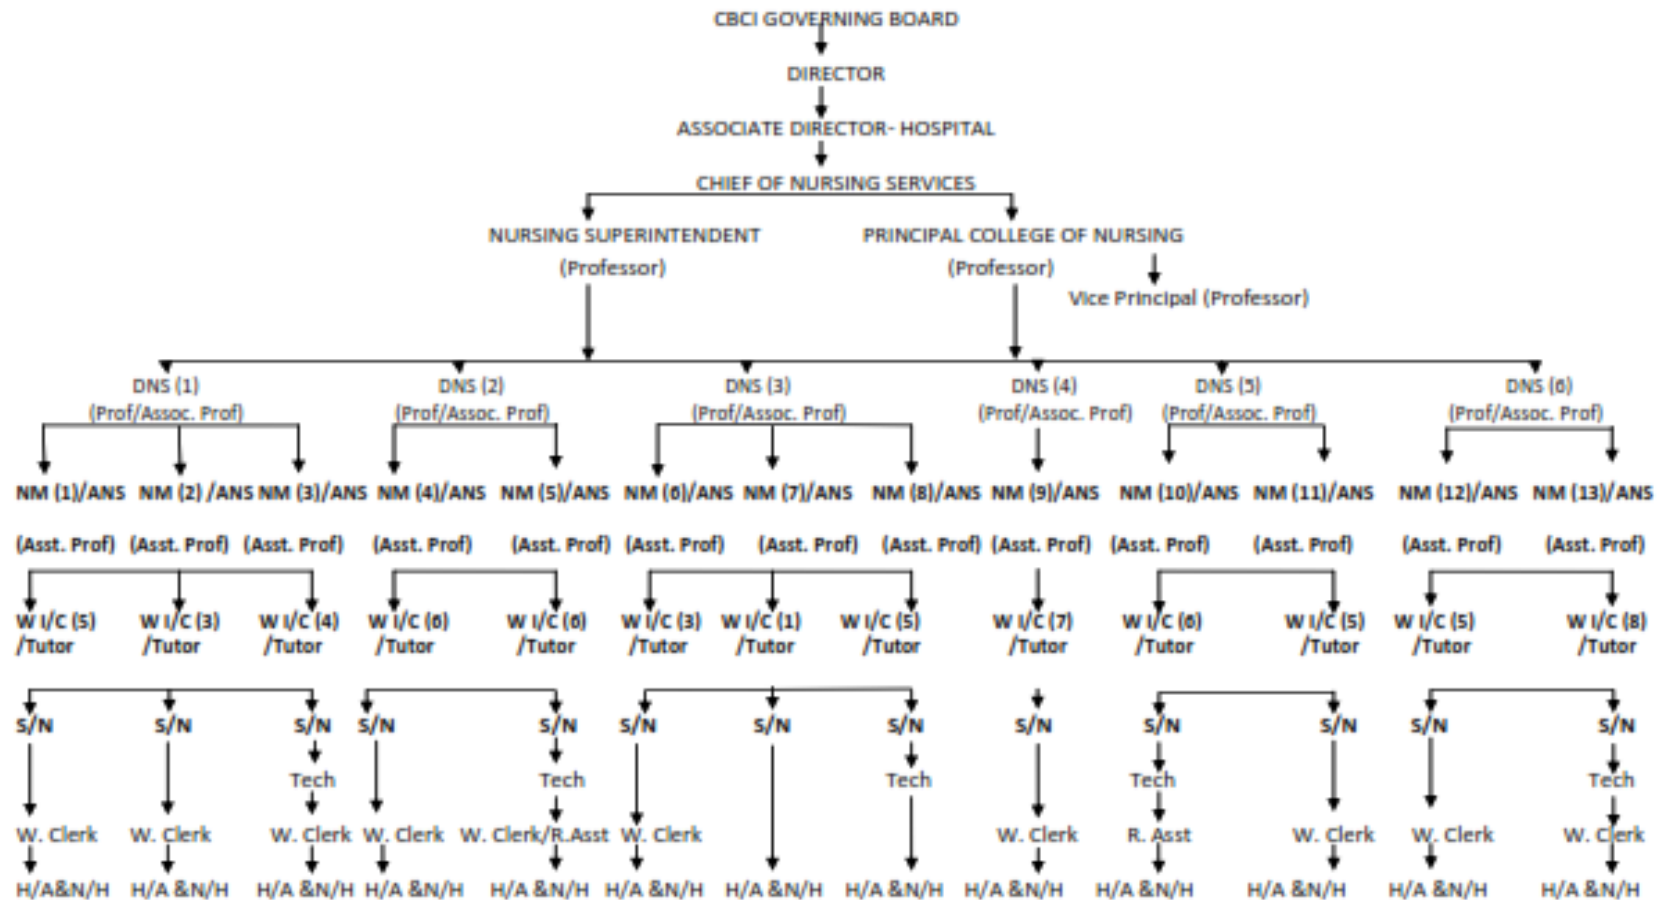 CBCI GOVERNING BOARD
DIRECTOR
ASSOCIATE DIRECTOR- HOSPITAL
CHIEF OF NURSING SERVICES
NURSING SUPERINTENDENT PRINCIPAL COLLEGE OF NURSING
(Professor) (Professor)
Vice Principal (Professor)
DNS (1) DNS (2) DNS (3) DNS (4) DNS (5) DNS (6)
(Prof/Assoc. Prof) (Prof/Assoc. Prof) (Prof/Assoc. Prof) (Prof/Assoc. Prof) (Prof/Assoc. Prof) (Prof/Assoc. Prof)
NM (1)/ANS NM (2) /ANS NM (3)/ANS NM (4)/ANS NM (5)/ANS NM (6)/ANS NM (7)/ANS NM (8)/ANS NM (9)/ANS NM (10)/ANS NM (11)/ANS NM (12)/ANS NM (13)/ANS
(Asst. Prof) (Asst. Prof) (Asst. Prof) (Asst. Prof) (Asst. Prof) (Asst. Prof) (Asst. Prof) (Asst. Prof) (Asst. Prof) (Asst. Prof) (Asst. Prof) (Asst. Prof) (Asst. Prof)
W I/C (5) W I/C (3) W I/C (4) W I/C (6) W I/C (6) W I/C (3) W I/C (1) W I/C (5) W I/C (7) W I/C (6) W I/C (5) W I/C (5) W I/C (8)
/Tutor /Tutor /Tutor /Tutor /Tutor /Tutor /Tutor /Tutor /Tutor /Tutor /Tutor /Tutor /Tutor
S/N S/N S/N S/N S/N S/N S/N S/N S/N S/N S/N S/N S/N
Tech Tech Tech Tech Tech
W. Clerk W. Clerk W. Clerk W. Clerk W. Clerk/R.Asst W. Clerk W. Clerk R. Asst W. Clerk W. Clerk W. Clerk
H/A&N/H H/A &N/H H/A &N/H H/A &N/H H/A &N/H H/A &N/H H/A &N/H H/A &N/H H/A &N/H H/A &N/H H/A &N/H H/A &N/H H/A &N/H